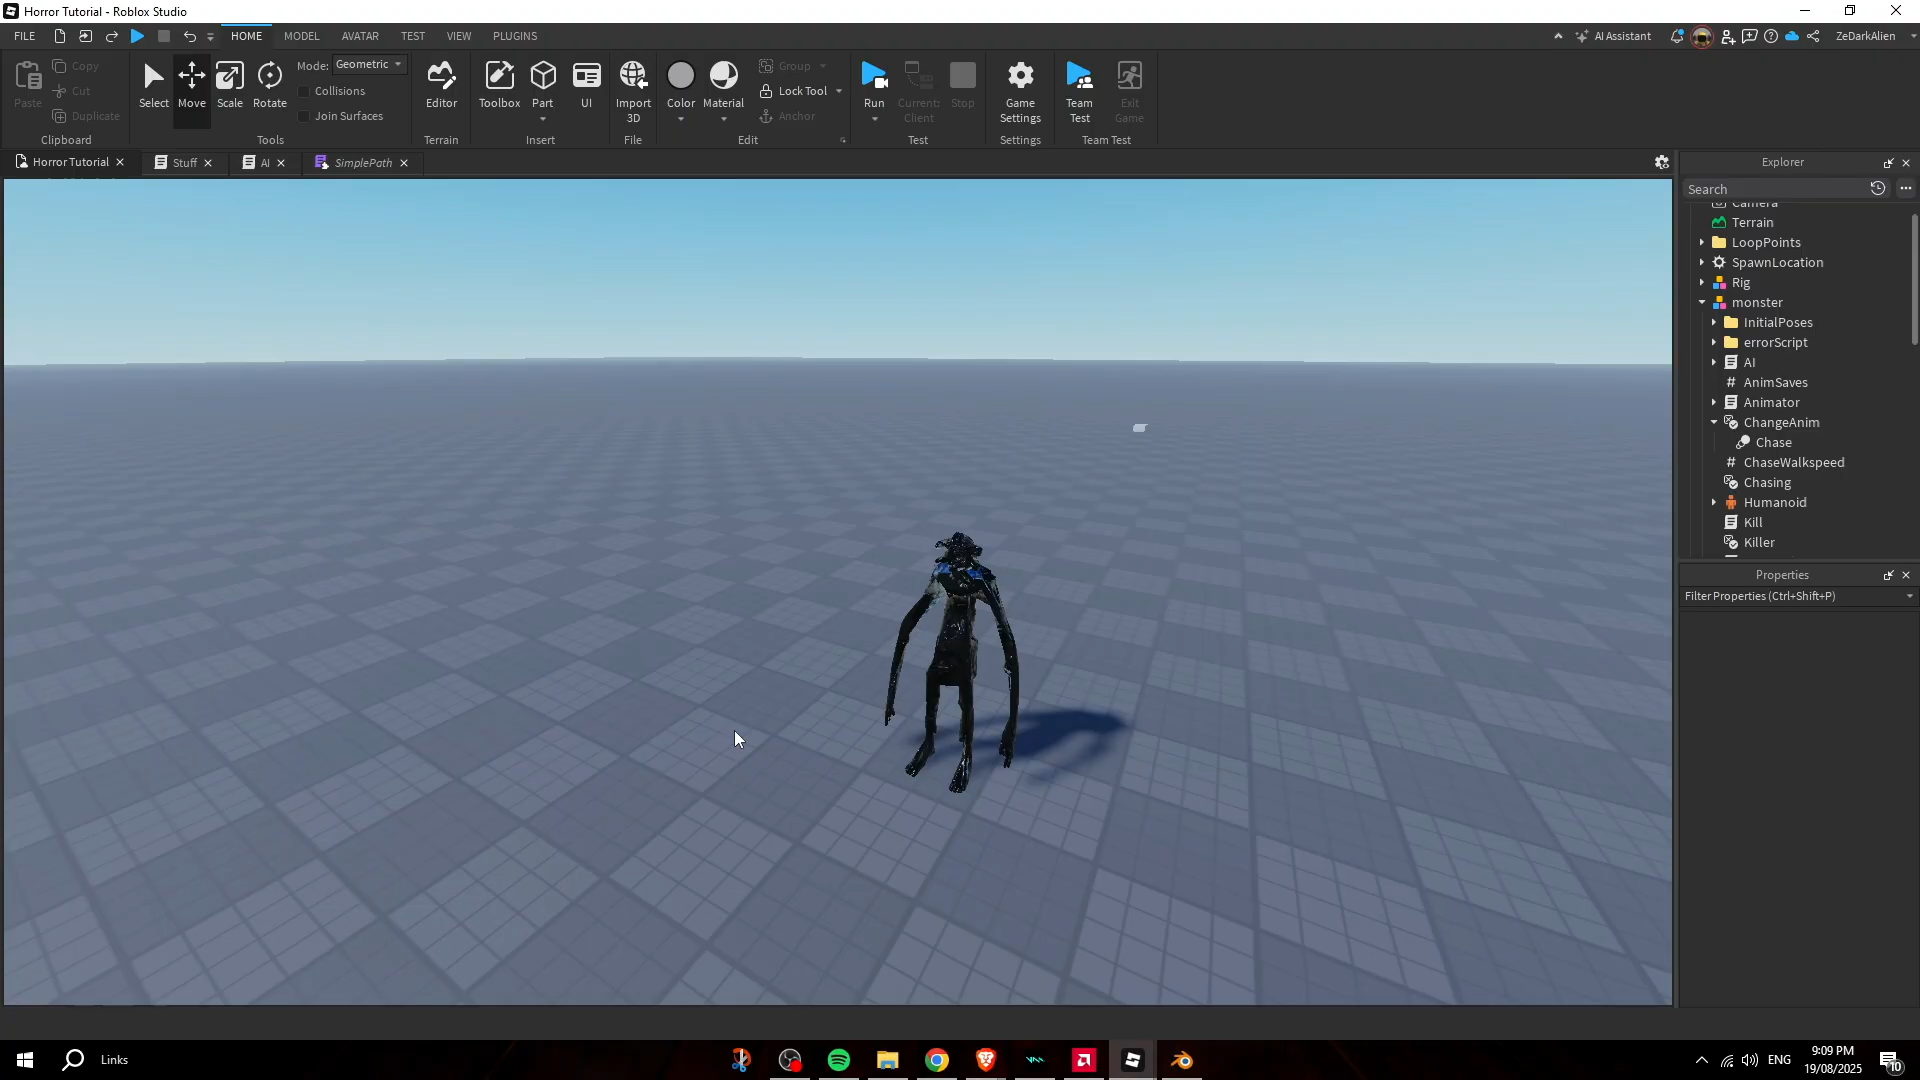 Horror Tutorial - Roblox Studio
FILE
HOME
MODEL
AVATAR
TEST
VIEW
PLUGINS
AI Assistant
ZeDarkAlien
Paste
Copy
Cut
Duplicate
Clipboard
Select
Move
Scale
Rotate
Mode: Geometric
Collisions
Join Surfaces
Tools
Editor
Terrain
Toolbox
Part
UI
Insert
Import
3D
File
Color
Material
Group
Lock Tool
Anchor
Edit
Run
Current:
Client
Stop
Test
Game
Settings
Settings
Team
Test
Exit
Game
Team Test
Horror Tutorial
Stuff
AI
SimplePath
Explorer
Search
Camera
Terrain
LoopPoints
SpawnLocation
Rig
monster
InitialPoses
errorScript
AI
AnimSaves
Animator
ChangeAnim
Chase
ChaseWalkspeed
Chasing
Humanoid
Kill
Killer
Properties
Filter Properties (Ctrl+Shift+P)
Links
ENG
9:09 PM
19/08/2025
10